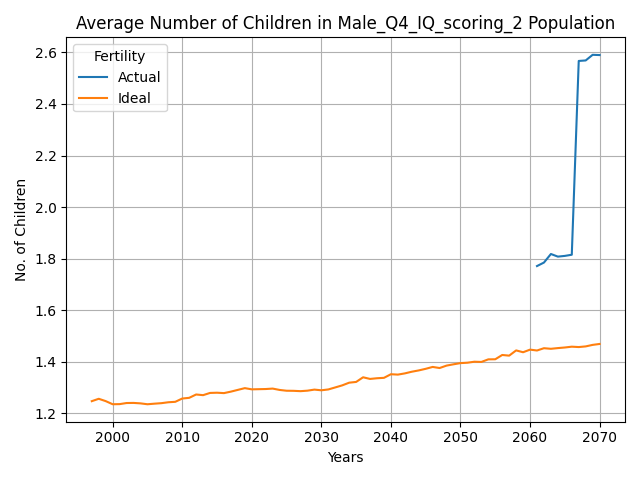 Average Number of Children in Male_Q4_IQ_scoring_2 Population
Fertility
Actual
Ideal
No. of Children
2.6
2.4
2.2
2.0
1.8
1.6
1.4
1.2
2000 2010 2020 2030 2040 2050 2060 2070
Years